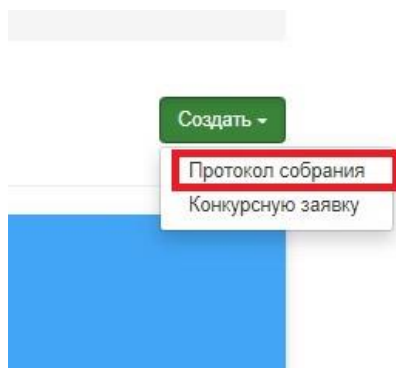 Создать
Протокол собрания
Конкурсную заявку